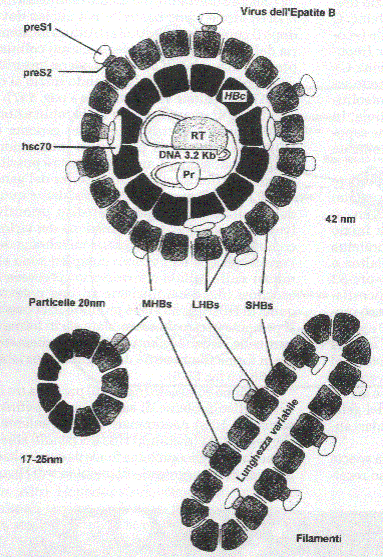 Virus dell'Epatite B
preS1
preS2
HBc
RT
hsc70
DNA 3.2 Kb
Pr
42 nm
Particelle 20nm
MHBs
LHBs
SHBs
Lunghezza variabile
17-25nm
Filamenti